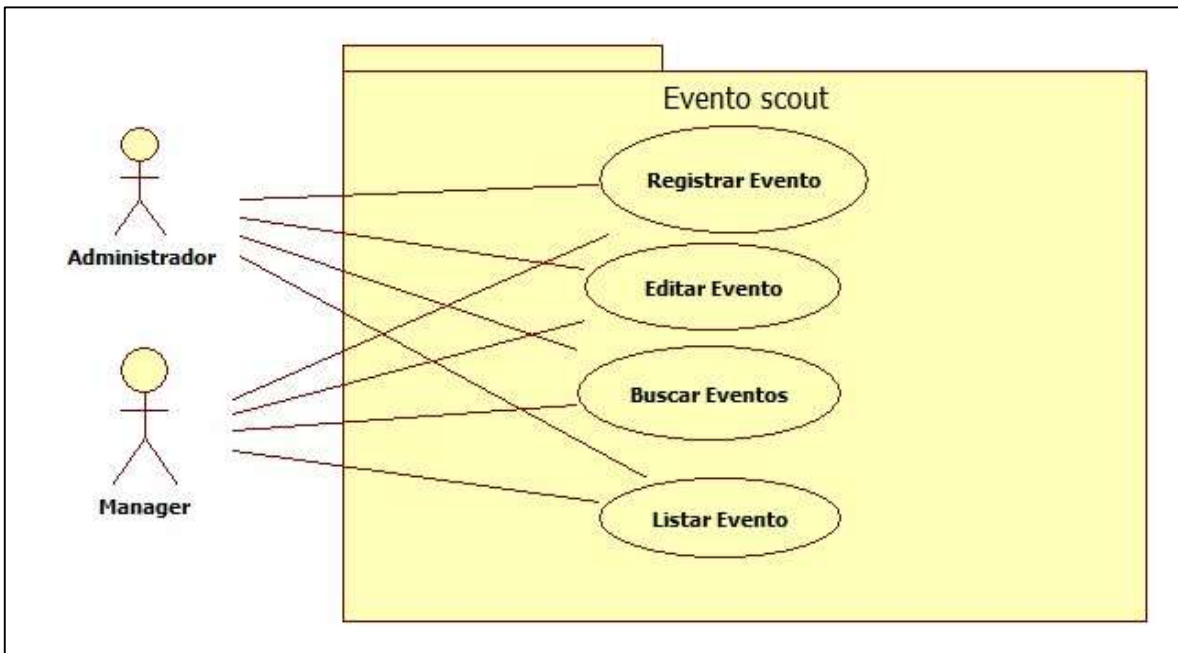 Evento scout
Registrar Evento
Administrador
Editar Evento
Buscar Eventos
Manager
Listar Evento